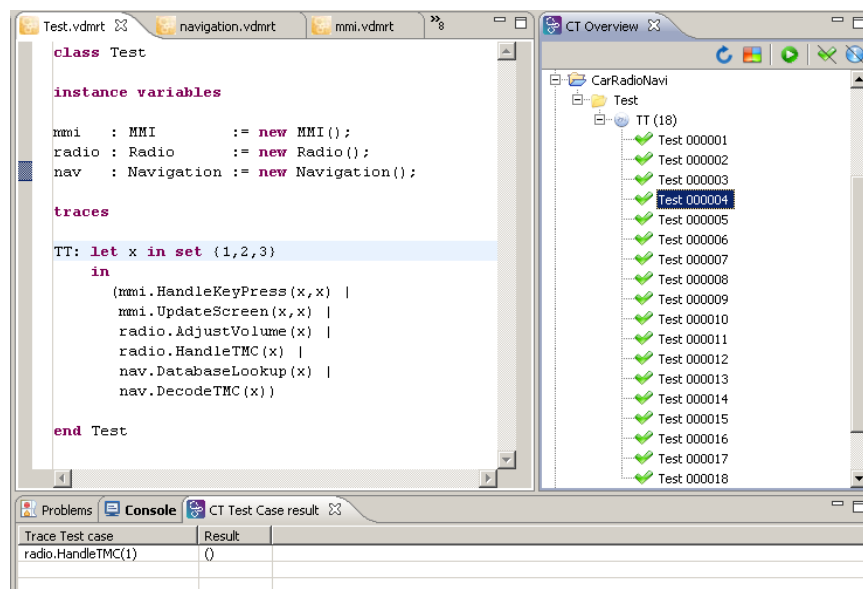 Test.vdmrt
navigation.vdmrt
mmi.vdmrt
»8
class Test
instance variables
mmi   : MMI        := new MMI();
radio : Radio      := new Radio();
nav   : Navigation := new Navigation();
traces
TT: let x in set {1,2,3}
    in
      (mmi.HandleKeyPress(x,x) |
       mmi.UpdateScreen(x,x) |
       radio.AdjustVolume(x) |
       radio.HandleTMC(x) |
       nav.DatabaseLookup(x) |
       nav.DecodeTMC(x))
end Test
CT Overview
CarRadioNavi
Test
TT (18)
Test 000001
Test 000002
Test 000003
Test 000004
Test 000005
Test 000006
Test 000007
Test 000008
Test 000009
Test 000010
Test 000011
Test 000012
Test 000013
Test 000014
Test 000015
Test 000016
Test 000017
Test 000018
Problems Console CT Test Case result
Trace Test case Result
radio.HandleTMC(1) ()